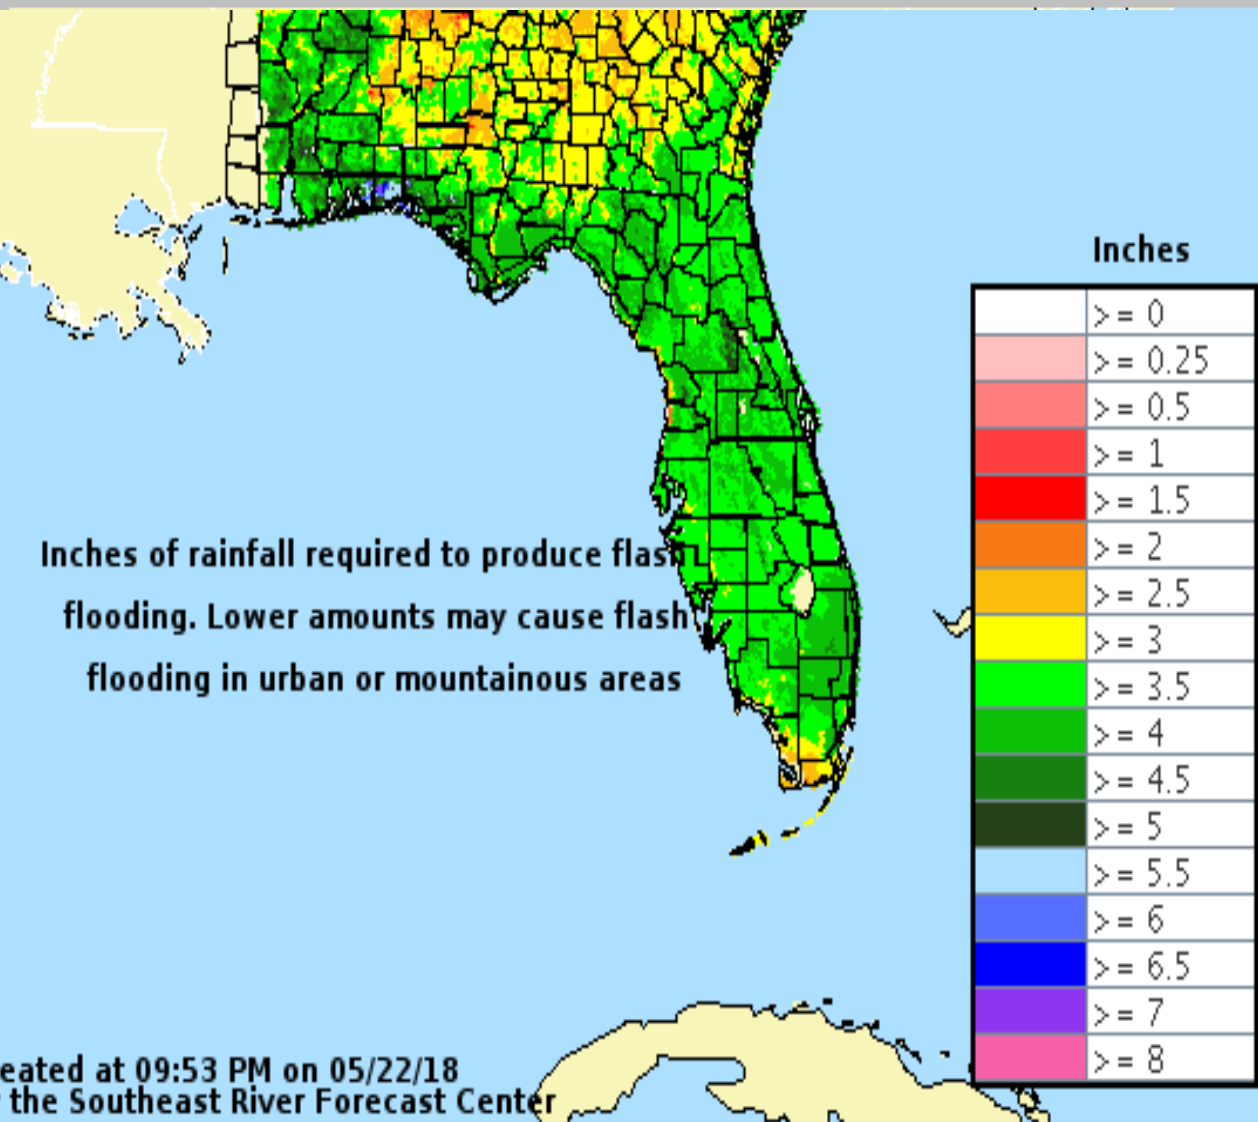 Inches
>= 0
>= 0.25
>= 0.5
>= 1
>= 1.5
>= 2
>= 2.5
>= 3
>= 3.5
>= 4
>= 4.5
>= 5
>= 5.5
>= 6
>= 6.5
>= 7
>= 8
Inches of rainfall required to produce flash
flooding. Lower amounts may cause flash
flooding in urban or mountainous areas
eated at 09:53 PM on 05/22/18
the Southeast River Forecast Center